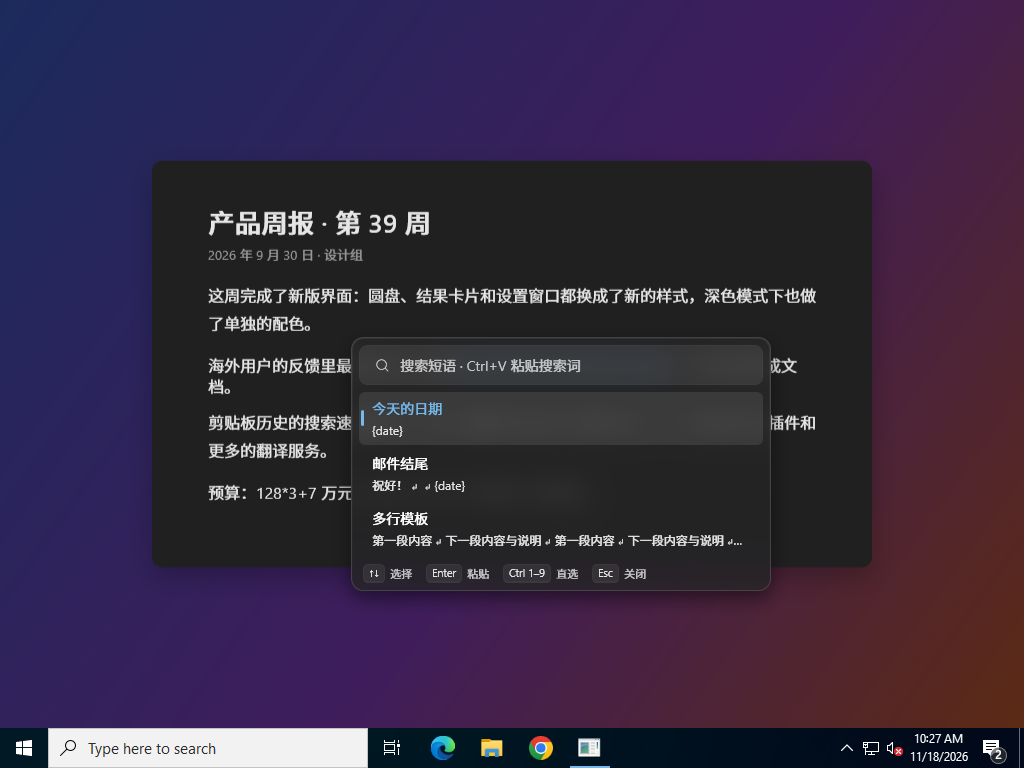 产品周报 · 第 39 周
2026 年 9 月 30 日 · 设计组
这周完成了新版界面：圆盘、结果卡片和设置窗口都换成了新的样式，深色模式下也做
了单独的配色。
海外用户的反馈里最
成文
档。
剪贴板历史的搜索速
插件和
更多的翻译服务。
预算：128*3+7 万元
搜索短语 · Ctrl+V 粘贴搜索词
今天的日期
{date}
邮件结尾
祝好！ ↲ ↲ {date}
多行模板
第一段内容 ↲ 下一段内容与说明 ↲ 第一段内容 ↲ 下一段内容与说明 ↲...
↑↓ 选择 Enter 粘贴 Ctrl 1–9 直选 Esc 关闭
Type here to search
10:27 AM
11/18/2026
2